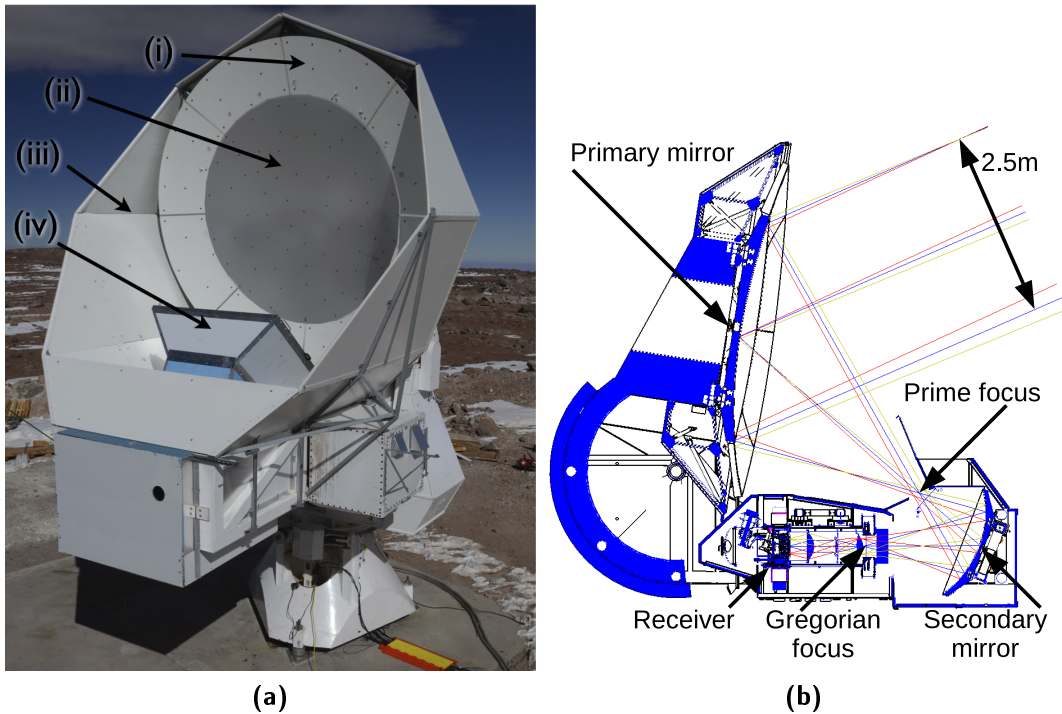 (i)
(ii)
(iii)
(iv)
Primary mirror
2.5m
Prime focus
Receiver
Gregorian
focus
Secondary
mirror
(a)
(b)